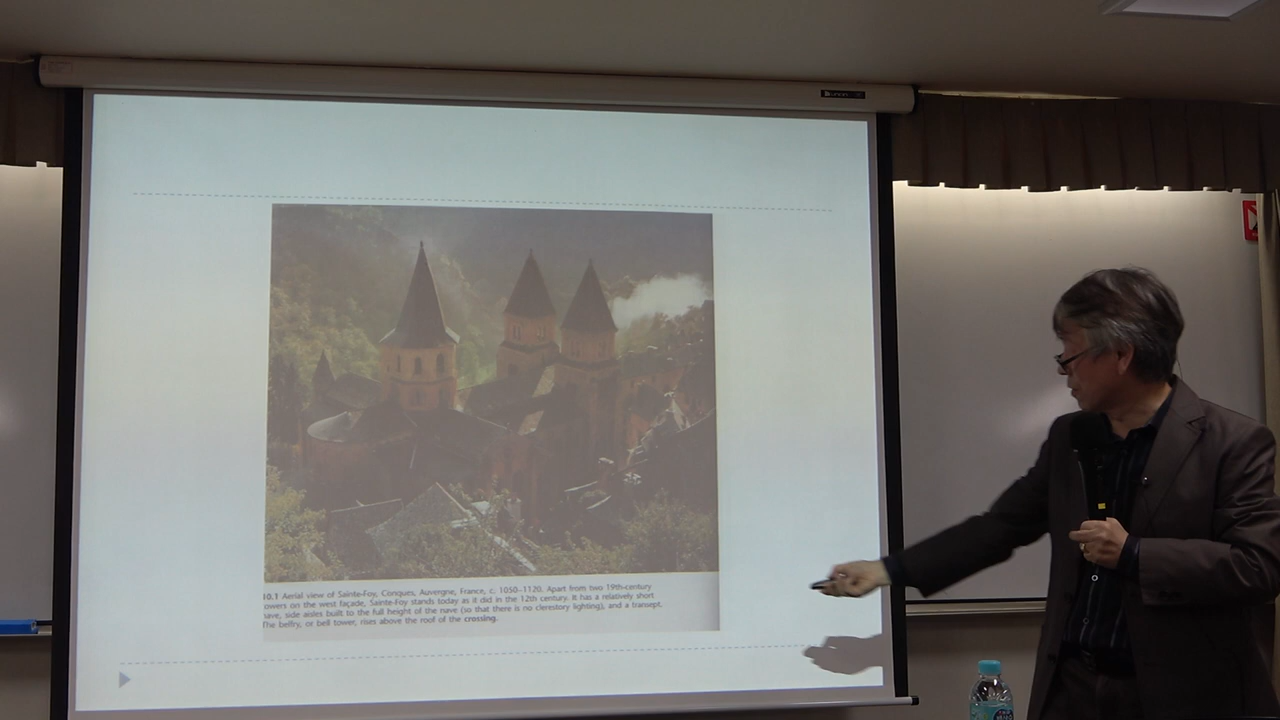 10.1 Aerial view of Sainte-Foy, Conques, Auvergne, France, c. 1050–1120. Apart from two 19th-century
owers on the west façade, Sainte-Foy stands today as it did in the 12th century. It has a relatively short
nave, side aisles built to the full height of the nave (so that there is no clerestory lighting), and a transept.
The belfry, or bell tower, rises above the roof of the crossing.